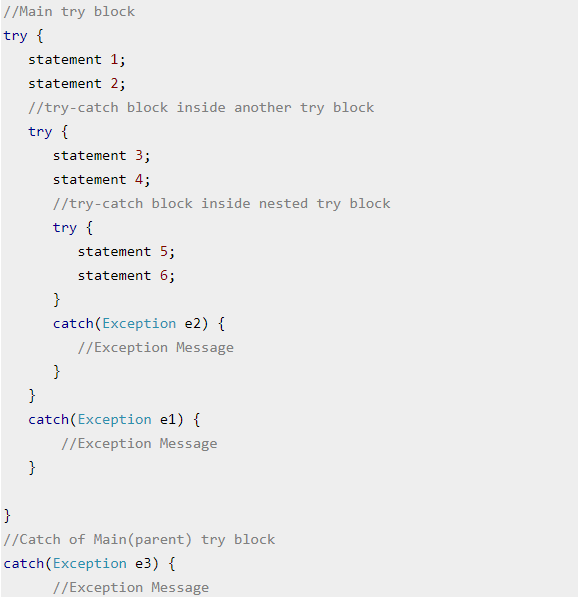 //Main try block
try {
   statement 1;
   statement 2;
   //try-catch block inside another try block
   try {
      statement 3;
      statement 4;
      //try-catch block inside nested try block
      try {
         statement 5;
         statement 6;
      }
      catch(Exception e2) {
         //Exception Message
      }
   }
   catch(Exception e1) {
       //Exception Message
   }

}
//Catch of Main(parent) try block
catch(Exception e3) {
      //Exception Message